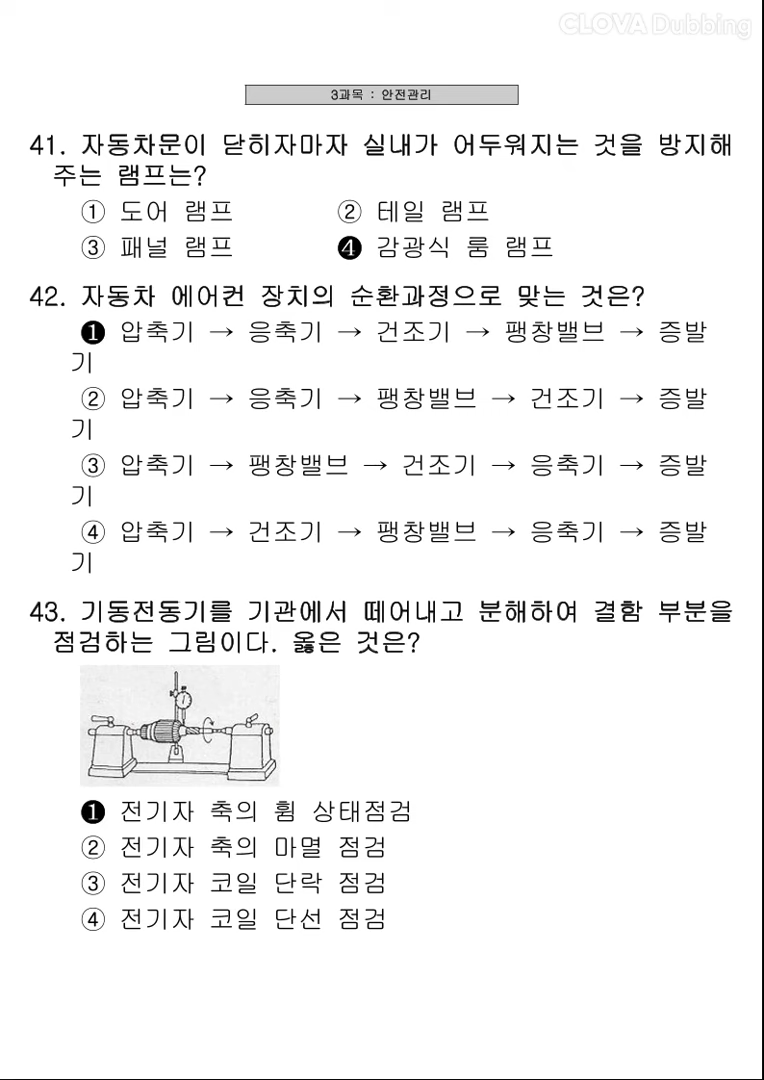 CLOVA Dubbing
3과목 : 안전관리
41. 자동차문이 닫히자마자 실내가 어두워지는 것을 방지해
주는 램프는?
① 도어 램프 ② 테일 램프
③ 패널 램프 ❹ 감광식 룸 램프
42. 자동차 에어컨 장치의 순환과정으로 맞는 것은?
❶ 압축기 → 응축기 → 건조기 → 팽창밸브 → 증발
기
② 압축기 → 응축기 → 팽창밸브 → 건조기 → 증발
기
③ 압축기 → 팽창밸브 → 건조기 → 응축기 → 증발
기
④ 압축기 → 건조기 → 팽창밸브 → 응축기 → 증발
기
43. 기동전동기를 기관에서 떼어내고 분해하여 결함 부분을
점검하는 그림이다. 옳은 것은?
❶ 전기자 축의 휨 상태점검
② 전기자 축의 마멸 점검
③ 전기자 코일 단락 점검
④ 전기자 코일 단선 점검